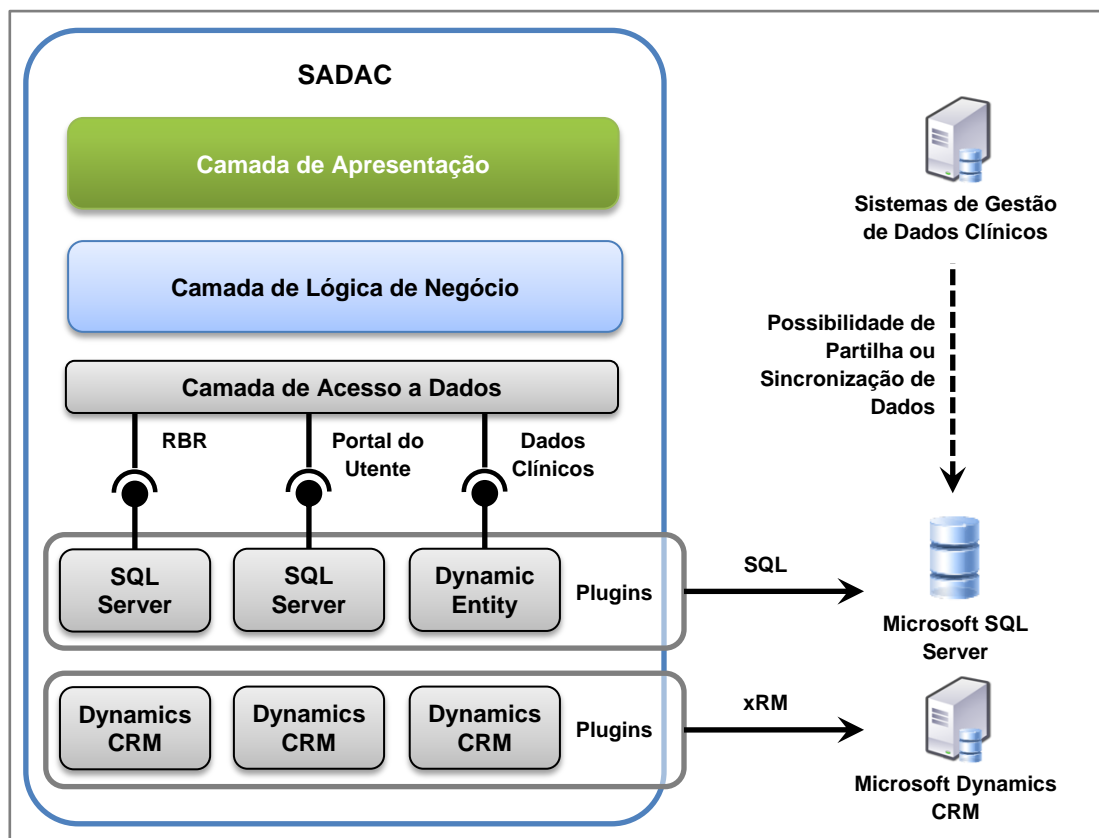 SADAC
Camada de Apresentação
Camada de Lógica de Negócio
Camada de Acesso a Dados
RBR
Portal do
Utente
Dados
Clínicos
SQL
Server
SQL
Server
Dynamic
Entity
Plugins
Dynamics
CRM
Dynamics
CRM
Dynamics
CRM
Plugins
Sistemas de Gestão
de Dados Clínicos
Possibilidade de
Partilha ou
Sincronização de
Dados
SQL
Microsoft SQL
Server
xRM
Microsoft Dynamics
CRM